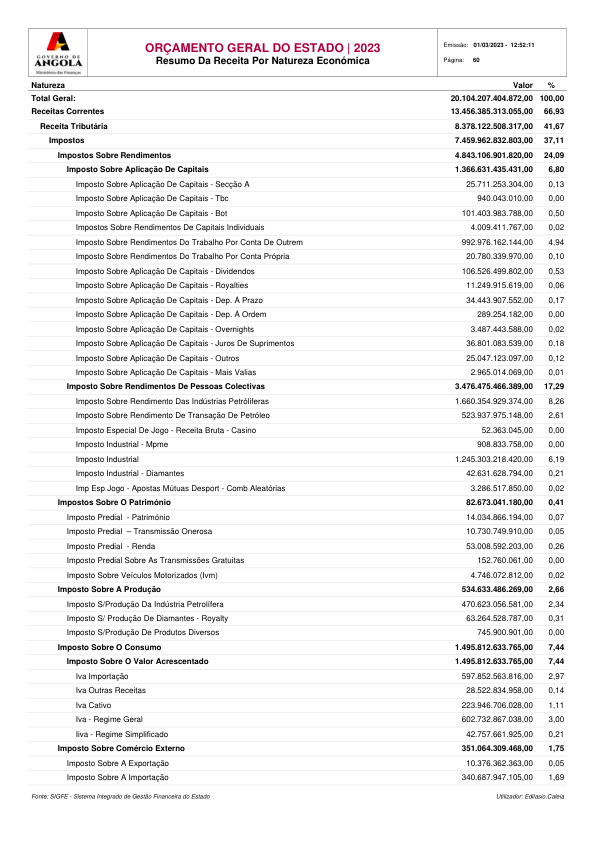 GOVERNO DE
ANGOLA
Ministério das Finanças
ORÇAMENTO GERAL DO ESTADO | 2023
Resumo Da Receita Por Natureza Económica
Emissão: 01/03/2023 - 12:52:11
Página: 60
Natureza Valor %
Total Geral: 20.104.207.404.872,00 100,00
Receitas Correntes 13.456.385.313.055,00 66,93
Receita Tributária 8.378.122.508.317,00 41,67
Impostos 7.459.962.832.803,00 37,11
Impostos Sobre Rendimentos 4.843.106.901.820,00 24,09
Imposto Sobre Aplicação De Capitais 1.366.631.435.431,00 6,80
Imposto Sobre Aplicação De Capitais - Secção A 25.711.253.304,00 0,13
Imposto Sobre Aplicação De Capitais - Tbc 940.043.010,00 0,00
Imposto Sobre Aplicação De Capitais - Bot 101.403.983.788,00 0,50
Impostos Sobre Rendimentos De Capitais Individuais 4.009.411.767,00 0,02
Imposto Sobre Rendimentos Do Trabalho Por Conta De Outrem 992.976.162.144,00 4,94
Imposto Sobre Rendimentos Do Trabalho Por Conta Própria 20.780.339.970,00 0,10
Imposto Sobre Aplicação De Capitais - Dividendos 106.526.499.802,00 0,53
Imposto Sobre Aplicação De Capitais - Royalties 11.249.915.619,00 0,06
Imposto Sobre Aplicação De Capitais - Dep. A Prazo 34.443.907.552,00 0,17
Imposto Sobre Aplicação De Capitais - Dep. À Ordem 289.254.182,00 0,00
Imposto Sobre Aplicação De Capitais - Overnights 3.487.443.588,00 0,02
Imposto Sobre Aplicação De Capitais - Juros De Suprimentos 36.801.083.539,00 0,18
Imposto Sobre Aplicação De Capitais - Outros 25.047.123.097,00 0,12
Imposto Sobre Aplicação De Capitais - Mais Valias 2.965.014.069,00 0,01
Imposto Sobre Rendimentos De Pessoas Colectivas 3.476.475.466.389,00 17,29
Imposto Sobre Rendimento Das Indústrias Petrólíferas 1.660.354.929.374,00 8,26
Imposto Sobre Rendimento De Transação De Petróleo 523.937.975.148,00 2,61
Imposto Especial De Jogo - Receita Bruta - Casino 52.363.045,00 0,00
Imposto Industrial - Mpme 908.833.758,00 0,00
Imposto Industrial 1.245.303.218.420,00 6,19
Imposto Industrial - Diamantes 42.631.628.794,00 0,21
Imp Esp Jogo - Apostas Mútuas Desport - Comb Aleatórias 3.286.517.850,00 0,02
Impostos Sobre O Património 82.673.041.180,00 0,41
Imposto Predial - Património 14.034.866.194,00 0,07
Imposto Predial – Transmissão Onerosa 10.730.749.910,00 0,05
Imposto Predial - Renda 53.008.592.203,00 0,26
Imposto Predial Sobre As Transmissões Gratuitas 152.760.061,00 0,00
Imposto Sobre Veículos Motorizados (Ivm) 4.746.072.812,00 0,02
Imposto Sobre A Produção 534.633.486.269,00 2,66
Imposto S/Produção Da Indústria Petrolífera 470.623.056.581,00 2,34
Imposto S/ Produção De Diamantes - Royalty 63.264.528.787,00 0,31
Imposto S/Produção De Produtos Diversos 745.900.901,00 0,00
Imposto Sobre O Consumo 1.495.812.633.765,00 7,44
Imposto Sobre O Valor Acrescentado 1.495.812.633.765,00 7,44
Iva Importação 597.852.563.816,00 2,97
Iva Outras Receitas 28.522.834.958,00 0,14
Iva Cativo 223.946.706.028,00 1,11
Iva - Regime Geral 602.732.867.038,00 3,00
Iiva - Regime Simplificado 42.757.661.925,00 0,21
Imposto Sobre Comércio Externo 351.064.309.468,00 1,75
Imposto Sobre A Exportação 10.376.362.363,00 0,05
Imposto Sobre A Importação 340.687.947.105,00 1,69
Fonte: SIGFE - Sistema Integrado de Gestão Financeira do Estado Utilizador: Edilasio.Caleia